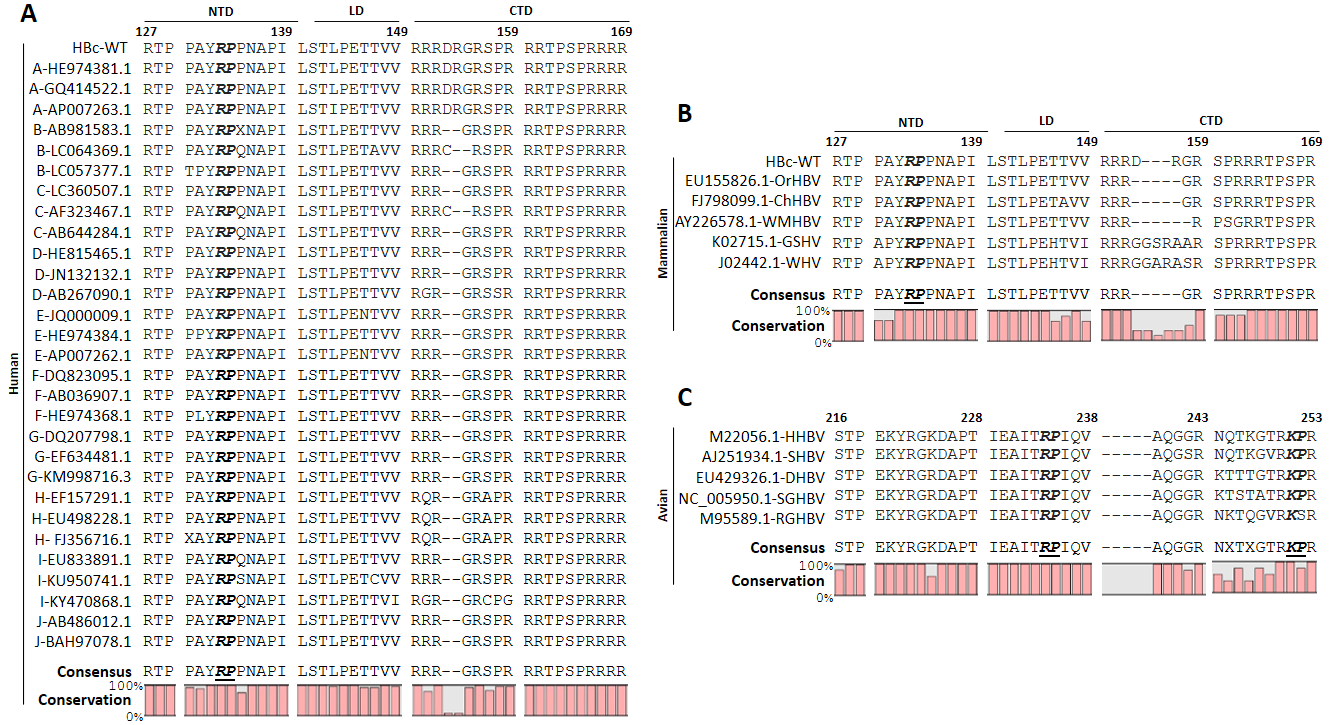 A
NTD LD CTD
127 139 149 159 169
Human
HBc-WT RTP PAYRPPNAPI LSTLPETTVV RRRDRGRSPR RRTPSPRRRR
A-HE974381.1 RTP PAYRPPNAPI LSTLPETTVV RRRDRGRSPR RRTPSPRRRR
A-GQ414522.1 RTP PAYRPPNAPI LSTLPETTVV RRRDRGRSPR RRTPSPRRRR
A-AP007263.1 RTP PAYRPPNAPI LSTIPETTVV RRRDRGRSPR RRTPSPRRRR
B-AB981583.1 RTP PAYRPXNAPI LSTLPETTVV RRR--GRSPR RRTPSPRRRR
B-LC064369.1 RTP PAYRPQNAPI LSTLPETAVV RRRC--RSPR RRTPSPRRRR
B-LC057377.1 RTP TPYRPPNAPI LSTLPETTVV RRR--GRSPR RRTPSPRRRR
C-LC360507.1 RTP PAYRPPNAPI LSTLPETTVV RRR--GRSPR RRTPSPRRRR
C-AF323467.1 RTP PAYRPQNAPI LSTLPETTVV RRRC--RSPR RRTPSPRRRR
C-AB644284.1 RTP PAYRPQNAPI LSTLPETTVV RRR--GRSPR RRTPSPRRRR
D-HE815465.1 RTP PAYRPPNAPI LSTLPETTVV RRR--GRSPR RRTPSPRRRR
D-JN132132.1 RTP PAYRPPNAPI LSTLPETTVV RRR--GRSPR RRTPSPRRRR
D-AB267090.1 RTP PAYRPPNAPI LSTLPETTVV RGR--GRSSR RRTPSPRRRR
E-JQ000009.1 RTP PAYRPPNAPI LSTLPENTVV RRR--GRSPR RRTPSPRRRR
E-HE974384.1 RTP PPYRPPNAPI LSTLPETTVV RRR--GRSPR RRTPSPRRRR
E-AP007262.1 RTP PAYRPPNAPI LSTLPENTVV RRR--GRSPR RRTPSPRRRR
F-DQ823095.1 RTP PAYRPPNAPI LSTLPETTVV RRR--GRSPR RRTPSPRRRR
F-AB036907.1 RTP PAYRPPNAPI LSTLPETTVV RRR--GRSPR RRTPSPRRRR
F-HE974368.1 RTP PLYRPPNAPI LSTLPETTVV RRR--GRSPR RRTPSPRRRR
G-DQ207798.1 RTP PAYRPPNAPI LSTLPETTVV RRR--GRSPR RRTPSPRRRR
G-EF634481.1 RTP PAYRPPNAPI LSTLPETTVV RRR--GRSPR RRTPSPRRRR
G-KM998716.3 RTP PAYRPPNAPI LSTLPETTVV RRR--GRSPR RRTPSPRRRR
H-EF157291.1 RTP PAYRPPNAPI LSTLPETTVV RQR--GRAPR RRTPSPRRRR
H-EU498228.1 RTP PAYRPPNAPI LSTLPETTVV RQR--GRAPR RRTPSPRRRR
H- FJ356716.1 RTP XAYRPPNAPI LSTLPETTVV RQR--GRAPR RRTPSPRRRR
I-EU833891.1 RTP PAYRPQNAPI LSTLPETTVV RRR--GRSPR RRTPSPRRRR
I-KU950741.1 RTP PAYRPSNAPI LSTLPETCVV RRR--GRSPR RRTPSPRRRR
I-KY470868.1 RTP PAYRPQNAPI LSTLPETTVI RGR--GRCPG RRTPSPRRRR
J-AB486012.1 RTP PAYRPPNAPI LSTLPETTVV RRR--GRSPR RRTPSPRRRR
J-BAH97078.1 RTP PAYRPPNAPI LSTLPETTVV RRR--GRSPR RRTPSPRRRR
Consensus RTP PAYRPPNAPI LSTLPETTVV RRR--GRSPR RRTPSPRRRR
100%
Conservation
0%
B
NTD LD CTD
127 139 149 159 169
Mammalian
HBc-WT RTP PAYRPPNAPI LSTLPETTVV RRRD---RGR SPRRRTPSPR
EU155826.1-OrHBV RTP PAYRPPNAPI LSTLPETTVV RRR-----GR SPRRRTPSPR
FJ798099.1-ChHBV RTP PAYRPPNAPI LSTLPETAVV RRR-----GR SPRRRTPSPR
AY226578.1-WMHBV RTP PAYRPPNAPI LSTLPETTVV RRR------R PSGRRTPSPR
K02715.1-GSHV RTP APYRPPNAPI LSTLPEHTVI RRRGGSRAAR SPRRRTPSPR
J02442.1-WHV RTP APYRPPNAPI LSTLPEHTVI RRRGGARASR SPRRRTPSPR
Consensus RTP PAYRPPNAPI LSTLPETTVV RRR-----GR SPRRRTPSPR
100%
Conservation
0%
C
216 228 238 243 253
Avian
M22056.1-HHBV STP EKYRGKDAPT IEAITRPIQV -----AQGGR NQTKGTRKPR
AJ251934.1-SHBV STP EKYRGRDAPT IEAITRPIQV -----AQGSR NQTKGVRKPR
EU429326.1-DHBV STP EKYRGRDAPT IEAITRPIQV -----AQGGR KTTTGTRKPR
NC_005950.1-SGHBV STP EKYRGKDAPT IEAITRPIQV -----AQGGR KTSTATRKPR
M95589.1-RGHBV STP EKYRGKDAPT IEAITRPIQV -----AQGGR NKTQGVRKSR
Consensus STP EKYRGKDAPT IEAITRPIQV -----AQGGR NXTXGTRKPR
100%
Conservation
0%